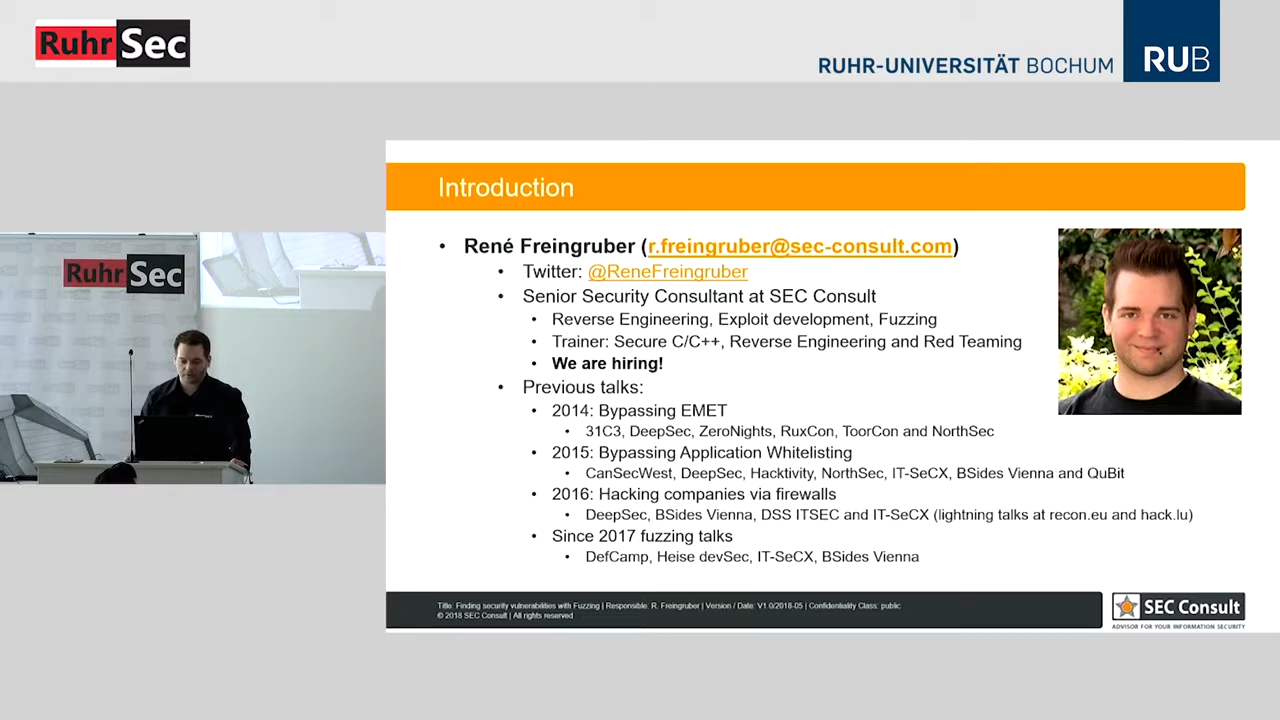 RuhrSec
RUHR-UNIVERSITÄT BOCHUM
RUB
RuhrSec
Introduction
• René Freingruber (r.freingruber@sec-consult.com)
• Twitter: @ReneFreingruber
• Senior Security Consultant at SEC Consult
• Reverse Engineering, Exploit development, Fuzzing
• Trainer: Secure C/C++, Reverse Engineering and Red Teaming
• We are hiring!
• Previous talks:
• 2014: Bypassing EMET
• 31C3, DeepSec, ZeroNights, RuxCon, ToorCon and NorthSec
• 2015: Bypassing Application Whitelisting
• CanSecWest, DeepSec, Hacktivity, NorthSec, IT-SeCX, BSides Vienna and QuBit
• 2016: Hacking companies via firewalls
• DeepSec, BSides Vienna, DSS ITSEC and IT-SeCX (lightning talks at recon.eu and hack.lu)
• Since 2017 fuzzing talks
• DefCamp, Heise devSec, IT-SeCX, BSides Vienna
Title: Finding security vulnerabilities with Fuzzing | Responsible: R. Freingruber | Version / Date: V1.0/2018-05 | Confidentiality Class: public
© 2018 SEC Consult | All rights reserved
SEC Consult
ADVISOR FOR YOUR INFORMATION SECURITY